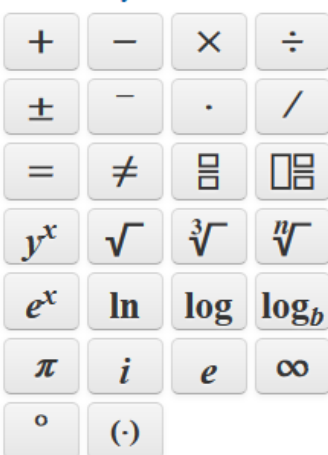 + − × ÷
± ¯ · /
= ≠
yˣ √ ∛ ⁿ√
eˣ ln log log_b
π i e ∞
° (·)